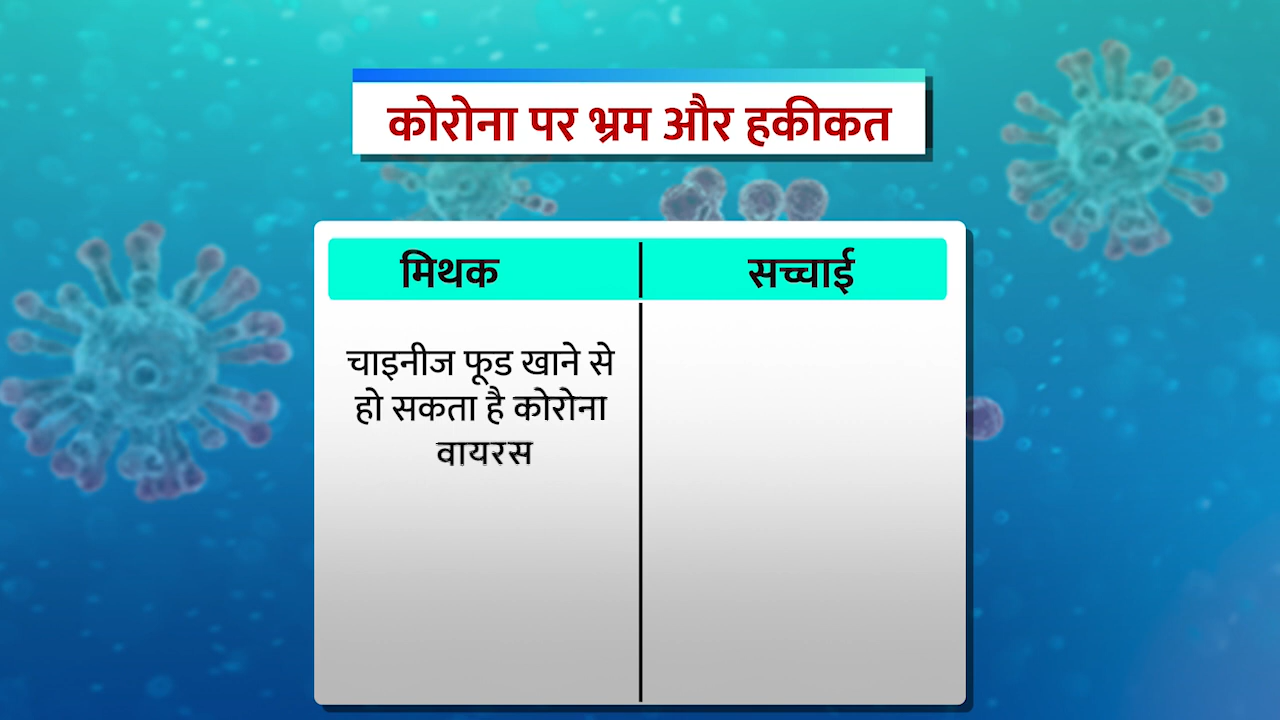 कोरोना पर भ्रम और हकीकत
मिथक
सच्चाई
चाइनीज फूड खाने से
हो सकता है कोरोना
वायरस